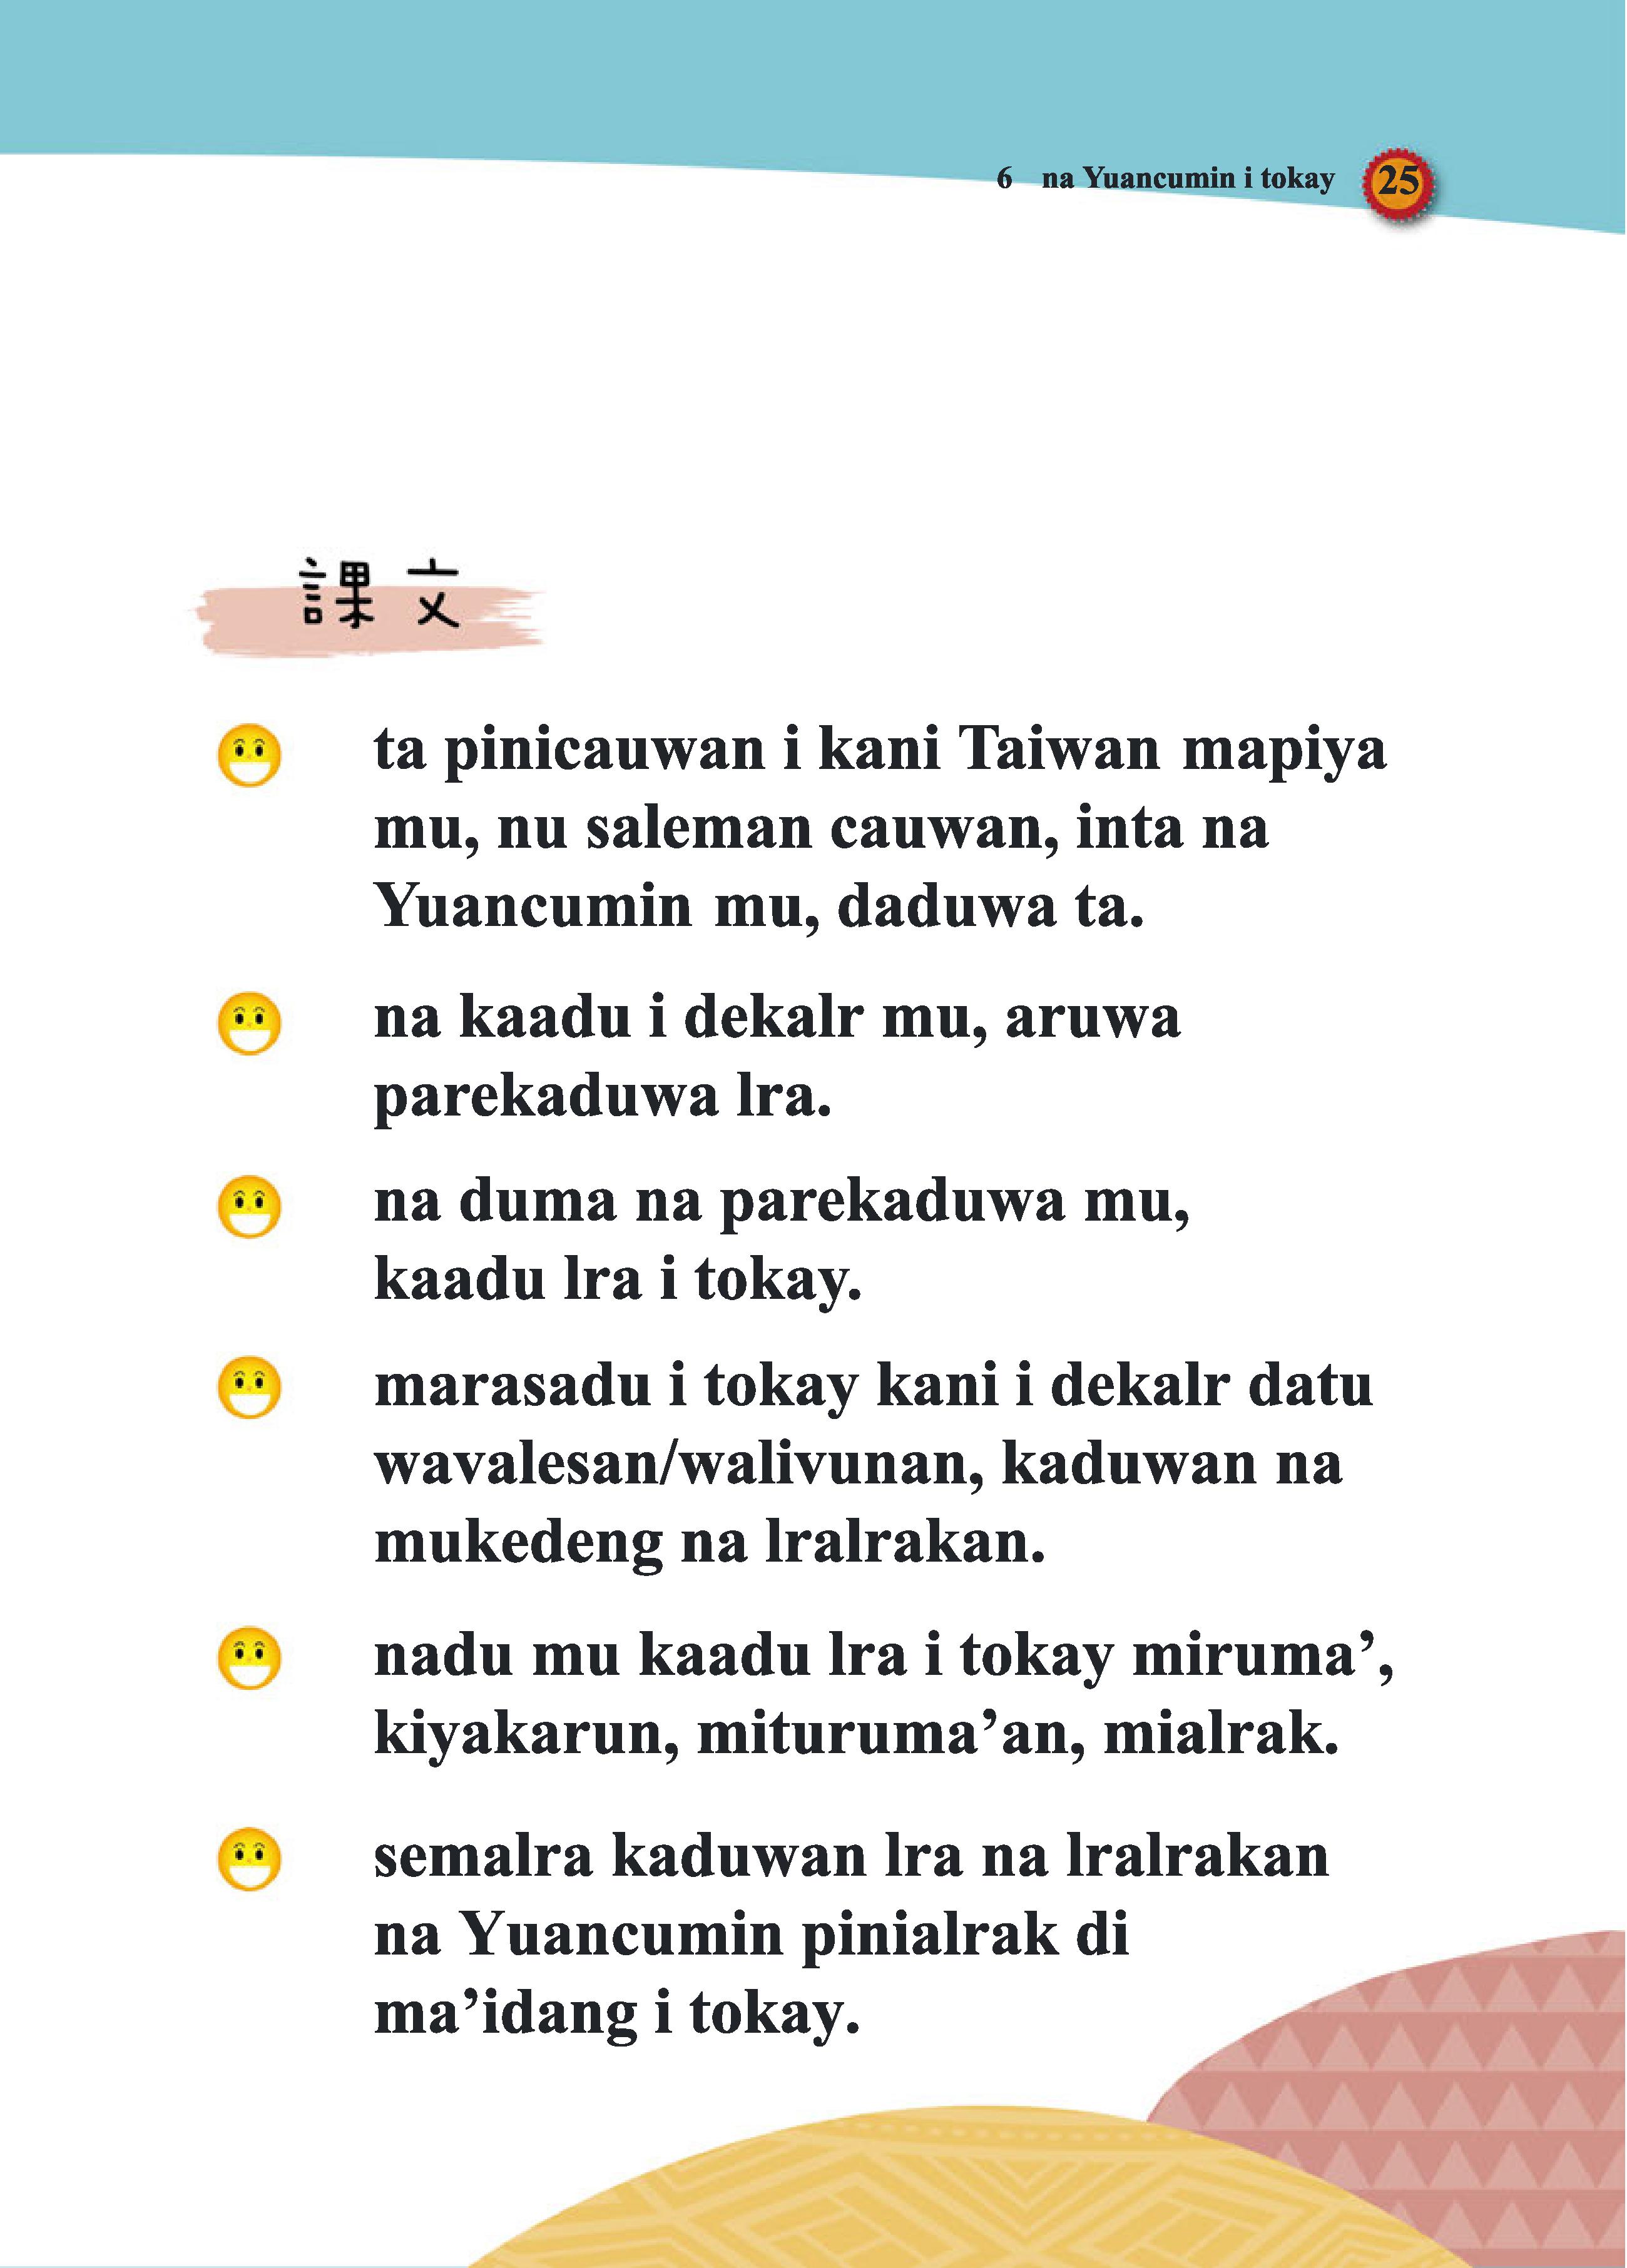 6 na Yuancumin i tokay 25
課文
ta pinicauwan i kani Taiwan mapiya
mu, nu saleman cauwan, inta na
Yuancumin mu, daduwa ta.
na kaadu i dekalr mu, aruwa
parekaduwa lra.
na duma na parekaduwa mu,
kaadu lra i tokay.
marasadu i tokay kani i dekalr datu
wavalesan/walivunan, kaduwan na
mukedeng na lralrakan.
nadu mu kaadu lra i tokay miruma’,
kiyakarun, mituruma’an, mialrak.
semalra kaduwan lra na lralrakan
na Yuancumin pinialrak di
ma’idang i tokay.